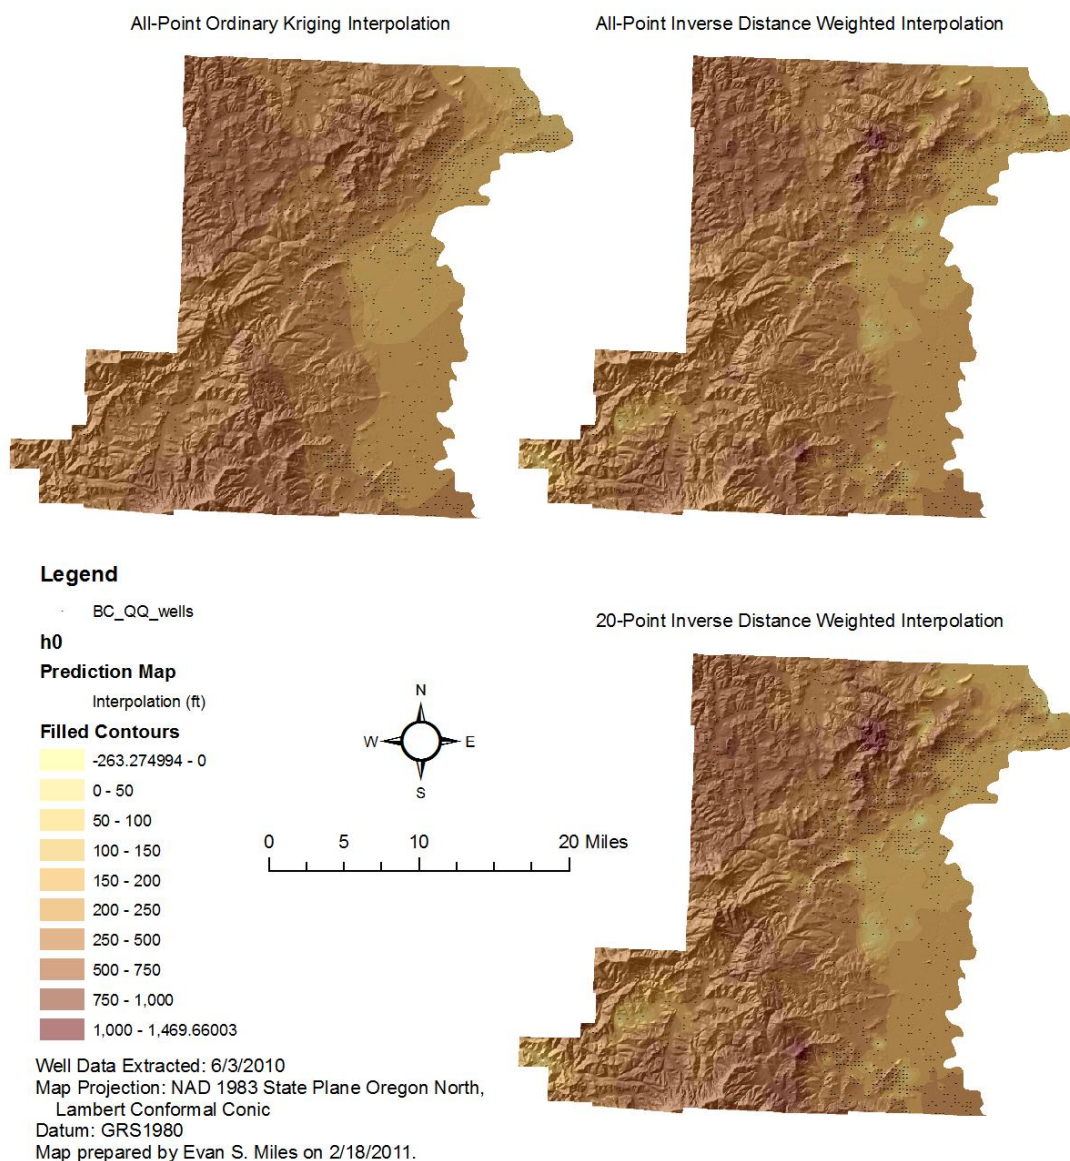 All-Point Ordinary Kriging Interpolation
All-Point Inverse Distance Weighted Interpolation
Legend
BC_QQ_wells
h0
Prediction Map
Interpolation (ft)
Filled Contours
-263.274994 - 0
0 - 50
50 - 100
100 - 150
150 - 200
200 - 250
250 - 500
500 - 750
750 - 1,000
1,000 - 1,469.66003
N
W E
S
0 5 10 20 Miles
20-Point Inverse Distance Weighted Interpolation
Well Data Extracted: 6/3/2010
Map Projection: NAD 1983 State Plane Oregon North,
Lambert Conformal Conic
Datum: GRS1980
Map prepared by Evan S. Miles on 2/18/2011.